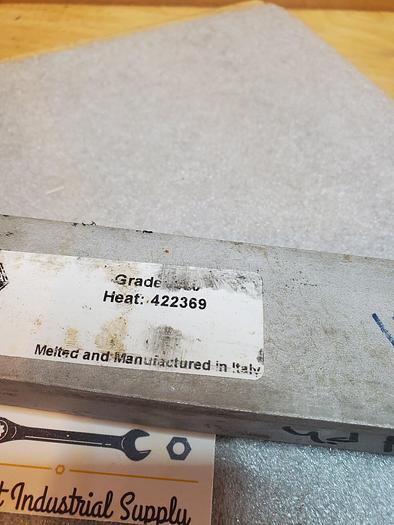 Grade
Heat: 422369
Melted and Manufactured in Italy
Industrial Supply